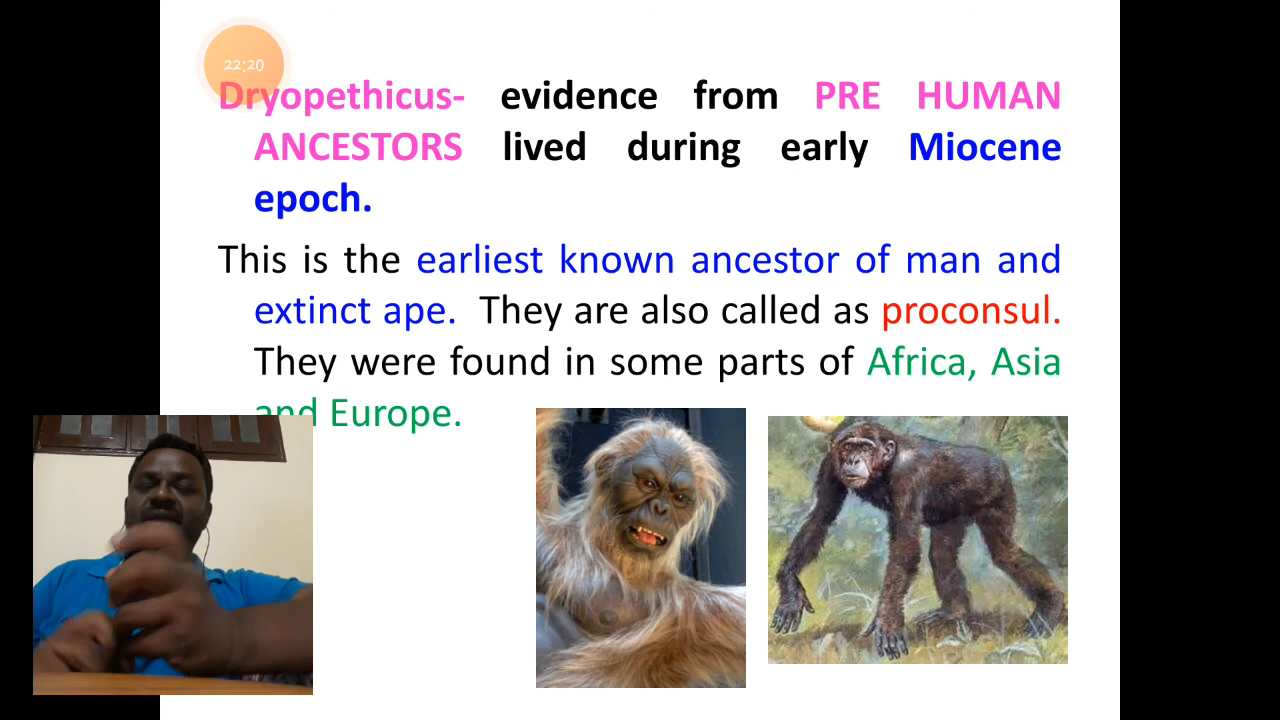 22:20
Dryopethicus- evidence from PRE HUMAN
ANCESTORS lived during early Miocene
epoch.
This is the earliest known ancestor of man and
extinct ape. They are also called as proconsul.
They were found in some parts of Africa, Asia
and Europe.